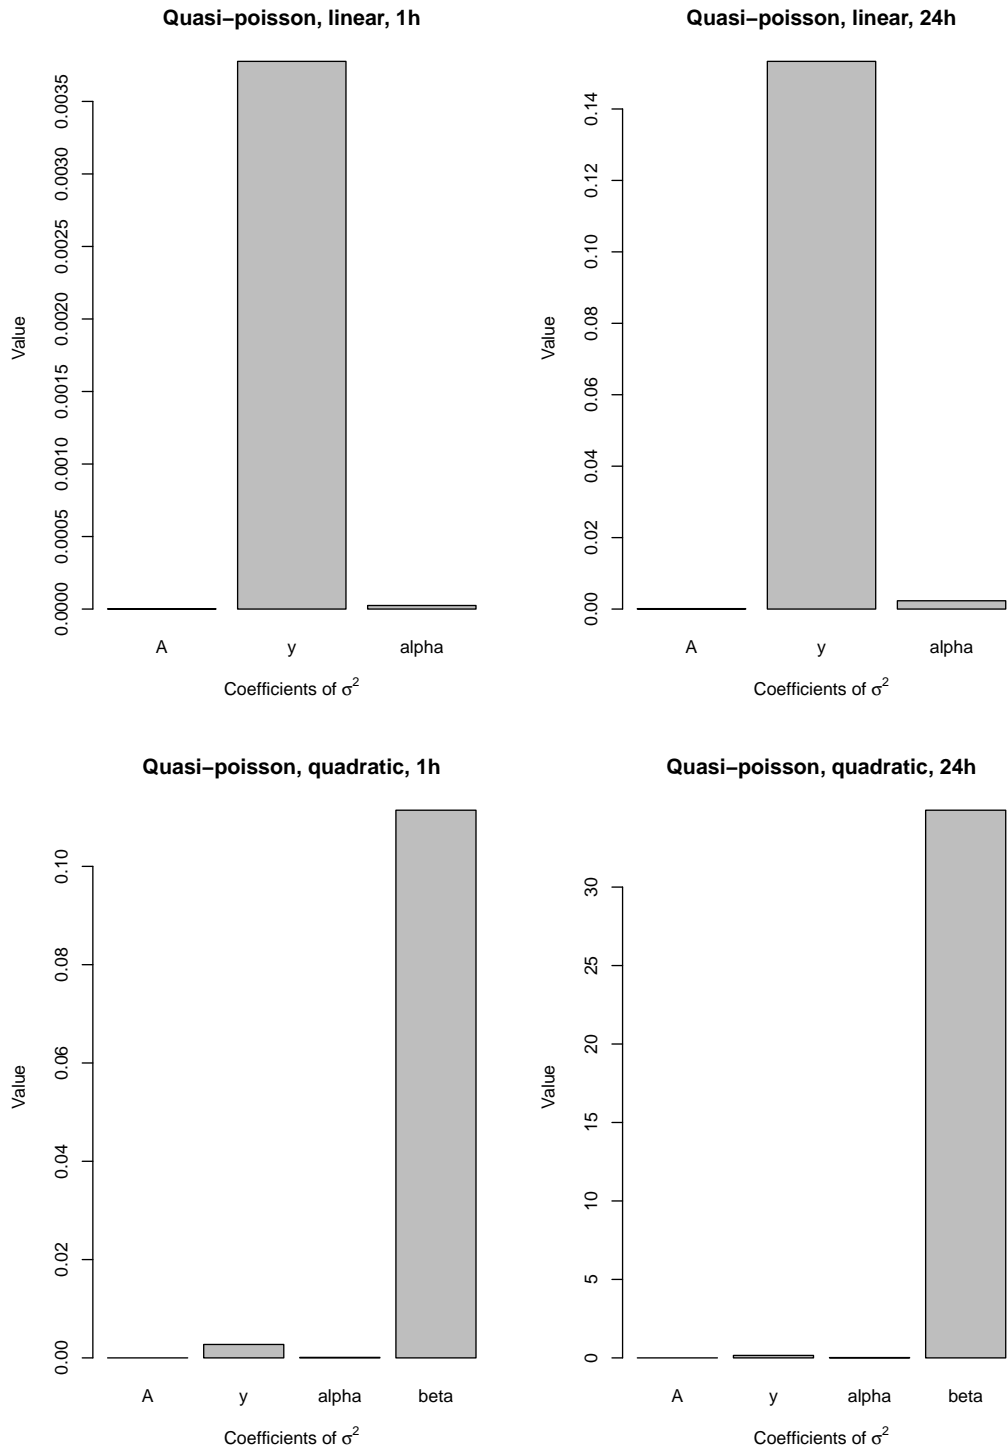 Quasi−poisson, linear, 1h
Value
0.0000 0.0005 0.0010 0.0015 0.0020 0.0025 0.0030 0.0035
A y alpha
Coefficients of σ²
Quasi−poisson, linear, 24h
Value
0.00 0.02 0.04 0.06 0.08 0.10 0.12 0.14
A y alpha
Coefficients of σ²
Quasi−poisson, quadratic, 1h
Value
0.00 0.02 0.04 0.06 0.08 0.10
A y alpha beta
Coefficients of σ²
Quasi−poisson, quadratic, 24h
Value
0 5 10 15 20 25 30
A y alpha beta
Coefficients of σ²